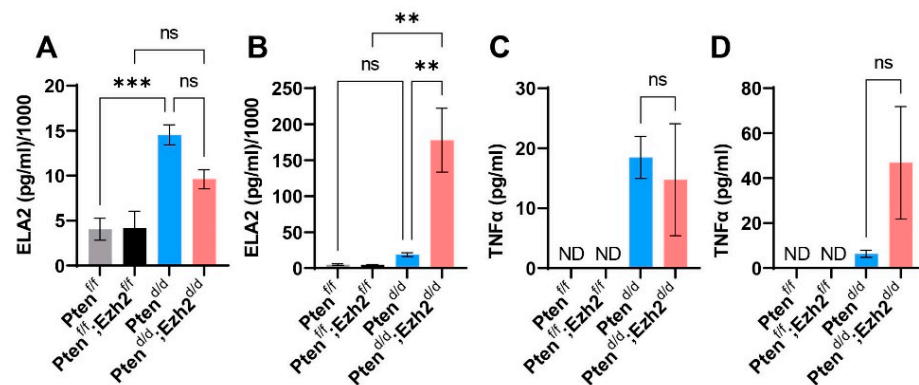 A
ELA2 (pg/ml)/1000
20
15
10
5
0
***
ns
ns
Pten^f/f
Pten^f/f;Ezh2^f/f
Pten^d/d
Pten^d/d;Ezh2^d/d
B
ELA2 (pg/ml)/1000
250
200
150
100
50
0
**
ns
**
Pten^f/f
Pten^f/f;Ezh2^f/f
Pten^d/d
Pten^d/d;Ezh2^d/d
C
TNFα (pg/ml)
30
20
10
0
ns
ND
ND
Pten^f/f
Pten^f/f;Ezh2^f/f
Pten^d/d
Pten^d/d;Ezh2^d/d
D
TNFα (pg/ml)
80
60
40
20
0
ns
ND
ND
Pten^f/f
Pten^f/f;Ezh2^f/f
Pten^d/d
Pten^d/d;Ezh2^d/d